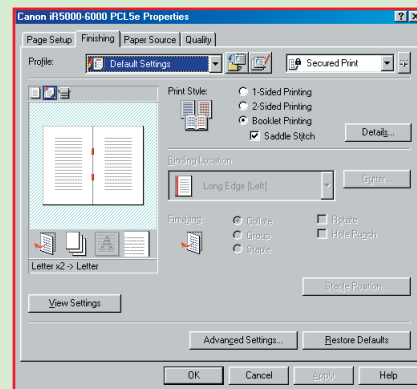 Canon iR5000-6000 PCL5e Properties
Page Setup Finishing Paper Source Quality
Profile: Default Settings Secured Print
Print Style: 1-Sided Printing
2-Sided Printing
Booklet Printing
Saddle Stitch Details...
Binding Location:
Long Edge [Left] Gutter...
Finishing: Collate Rotate
Group Hole Punch
Staple
Letter x2 -> Letter
Staple Position...
View Settings
Advanced Settings... Restore Defaults
OK Cancel Apply Help